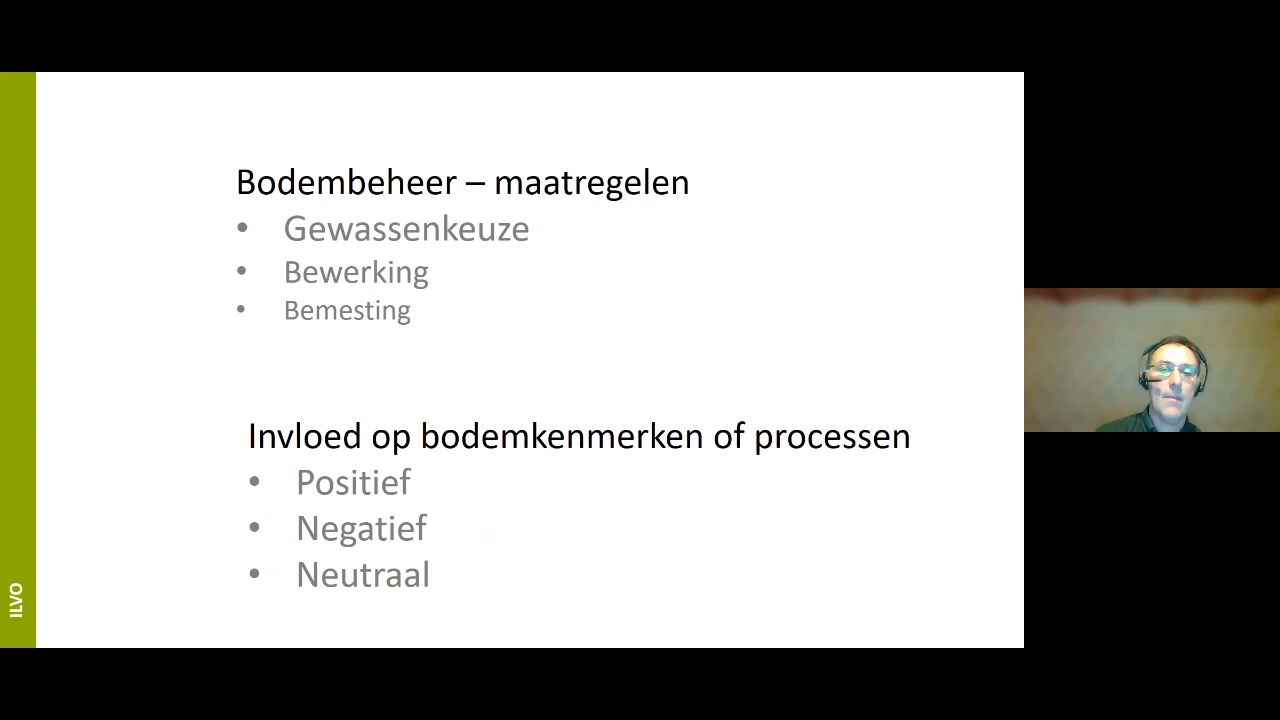 Bodembeheer – maatregelen
• Gewassenkeuze
• Bewerking
• Bemesting
Invloed op bodemkenmerken of processen
• Positief
• Negatief
• Neutraal
ILVO